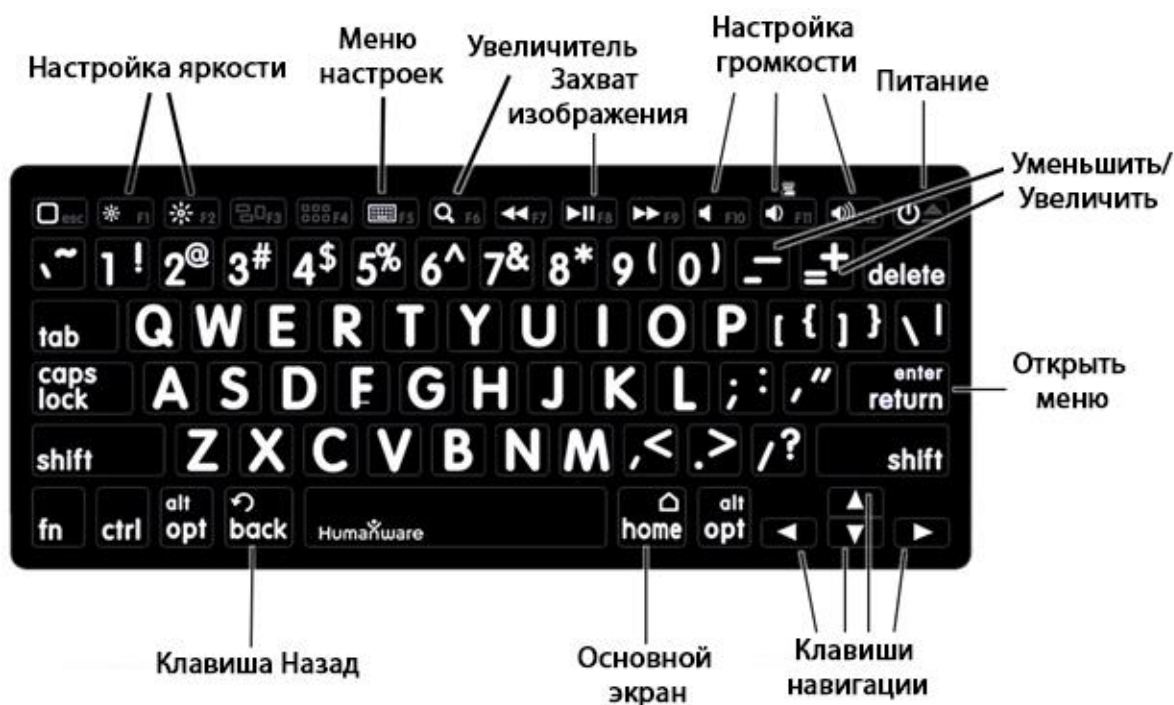 Настройка яркости
Меню
настроек
Увеличитель
Захват
изображения
Настройка
громкости
Питание
Уменьшить/
Увеличить
esc F1 F2 F3 F4 F5 F6 F7 F8 F9 F10 F11
` ~ 1 ! 2 @ 3 # 4 $ 5 % 6 ^ 7 & 8 * 9 ( 0 ) - _ = + delete
tab Q W E R T Y U I O P [ { ] } \ |
caps
lock A S D F G H J K L ; : ' " enter
return
Открыть
меню
shift Z X C V B N M , < . > / ? shift
fn ctrl alt
opt back HumanWare home alt
opt
Клавиша Назад
Основной
экран
Клавиши
навигации